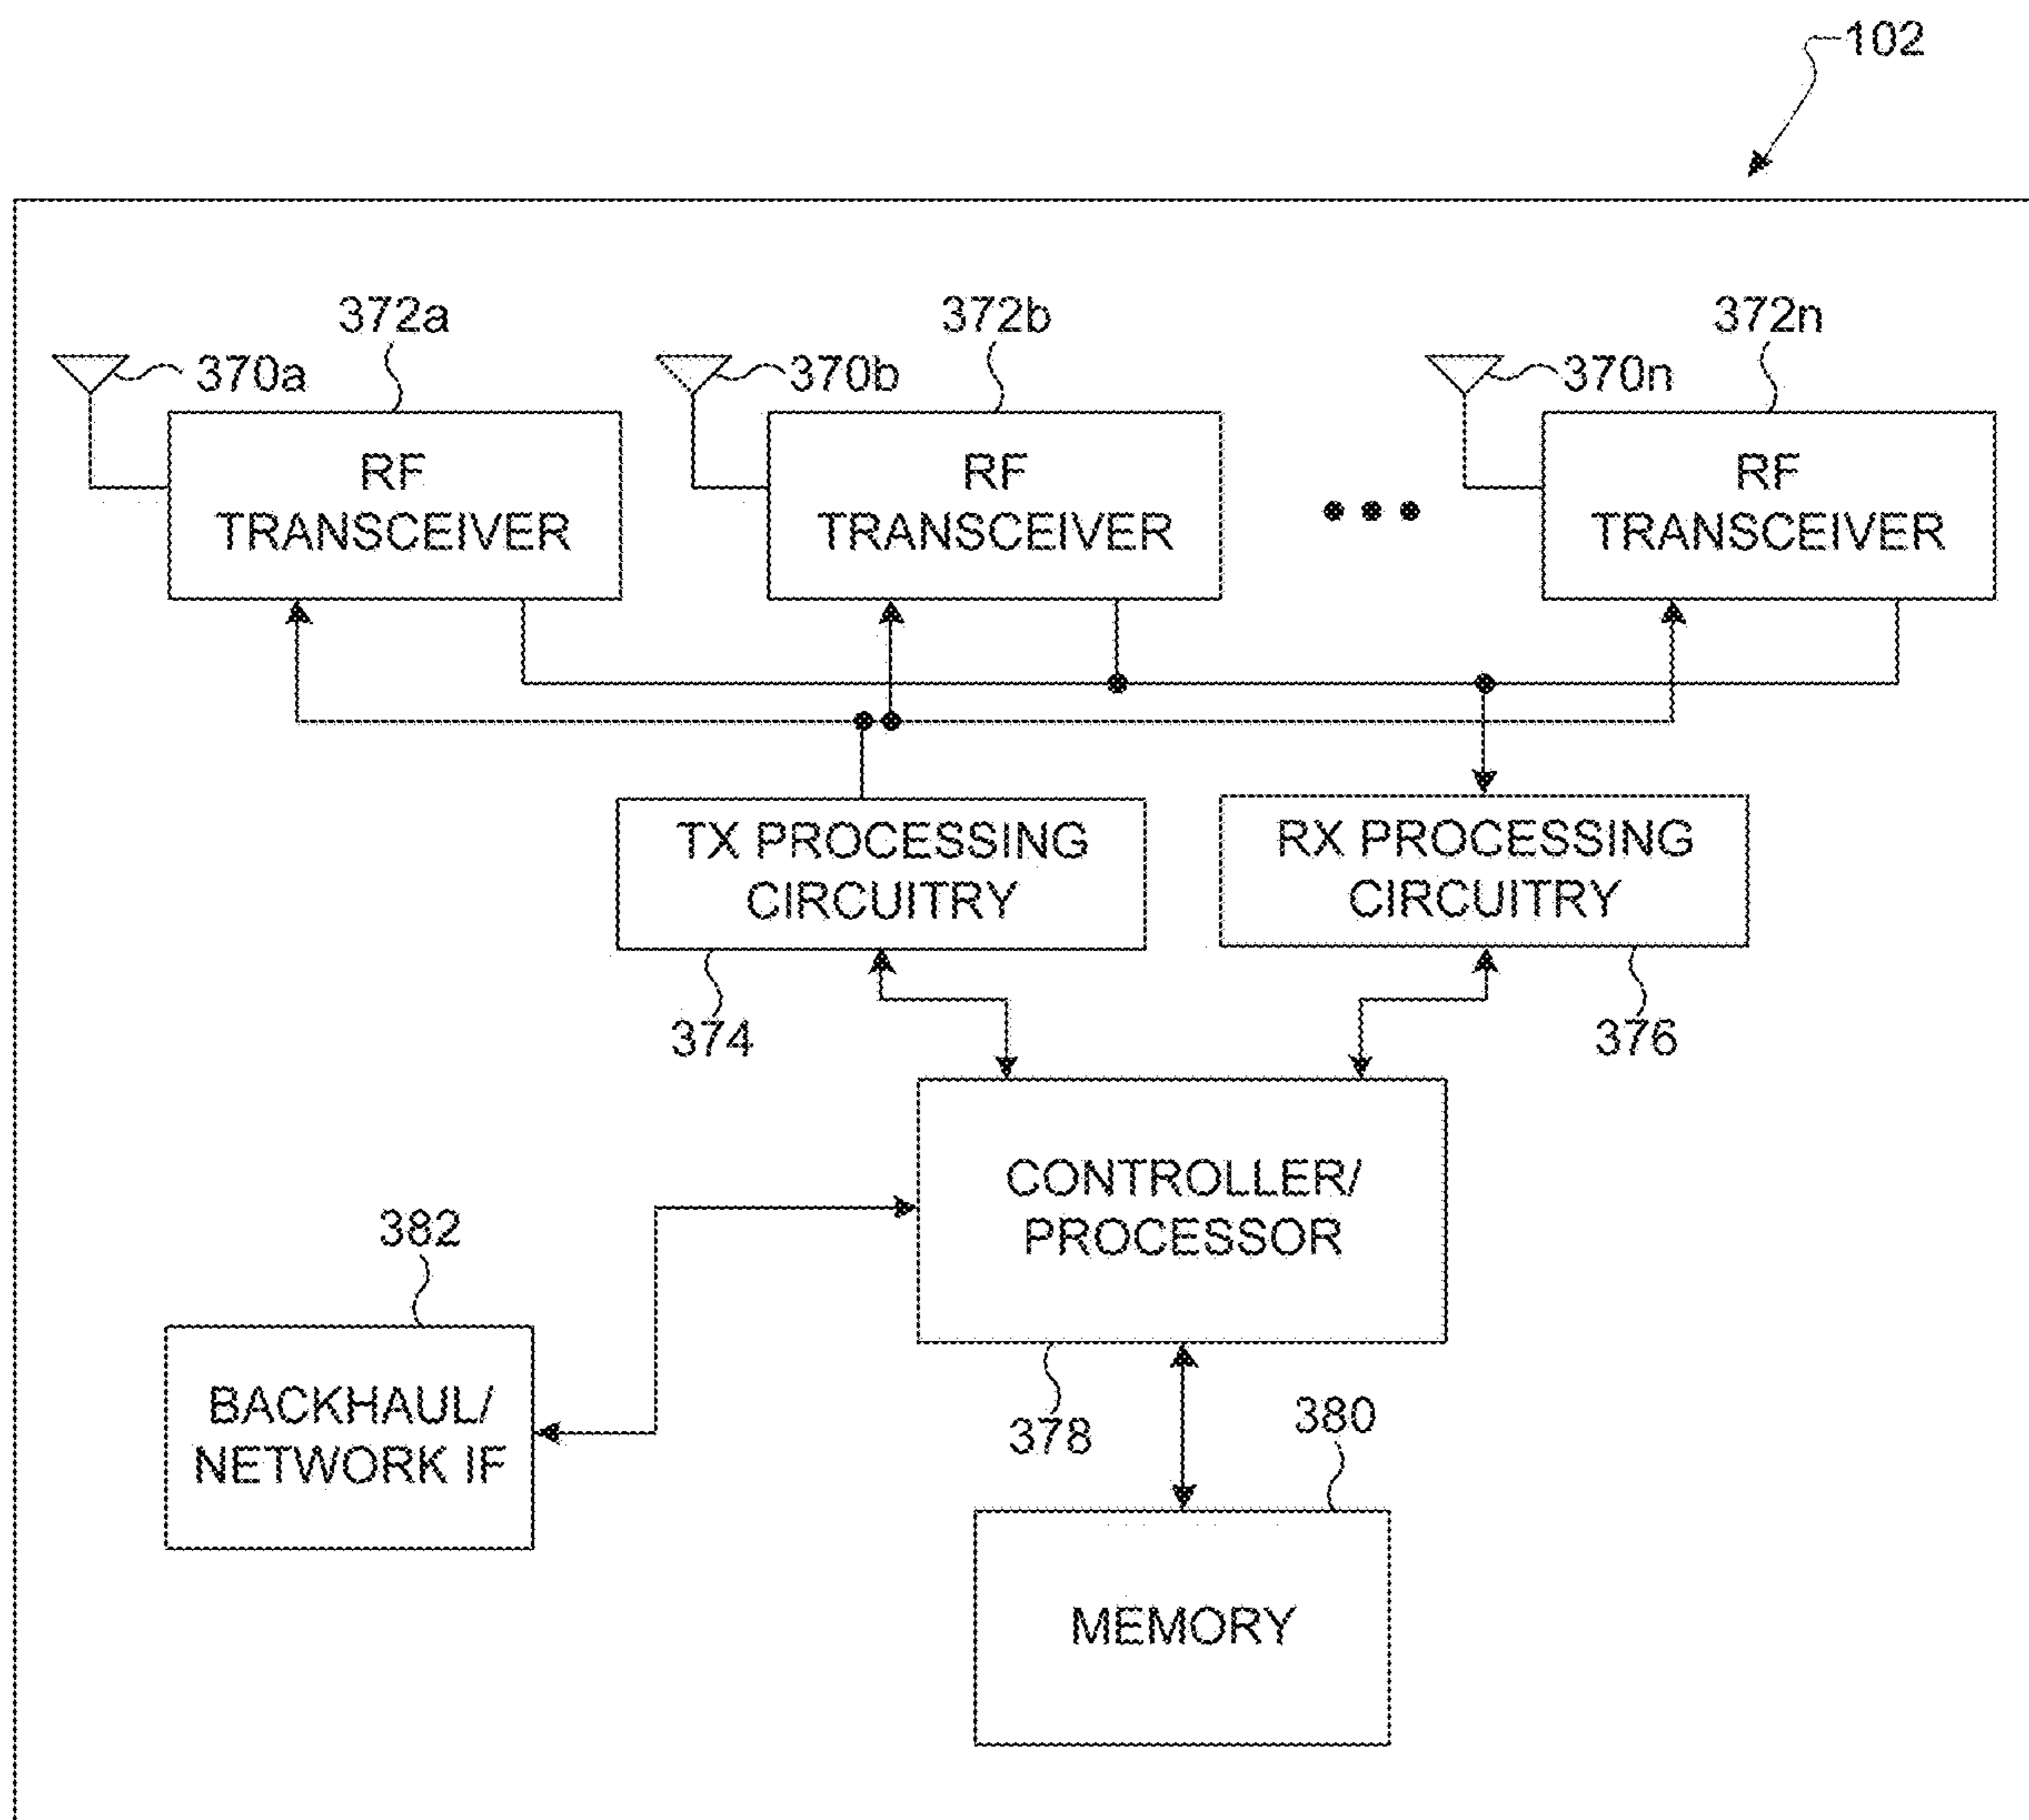 102
372a
372b
372n
370a
370b
370n
RF
TRANSCEIVER
RF
TRANSCEIVER
RF
TRANSCEIVER
TX PROCESSING
CIRCUITRY
RX PROCESSING
CIRCUITRY
374
376
CONTROLLER/
PROCESSOR
382
BACKHAUL/
NETWORK IF
378
380
MEMORY